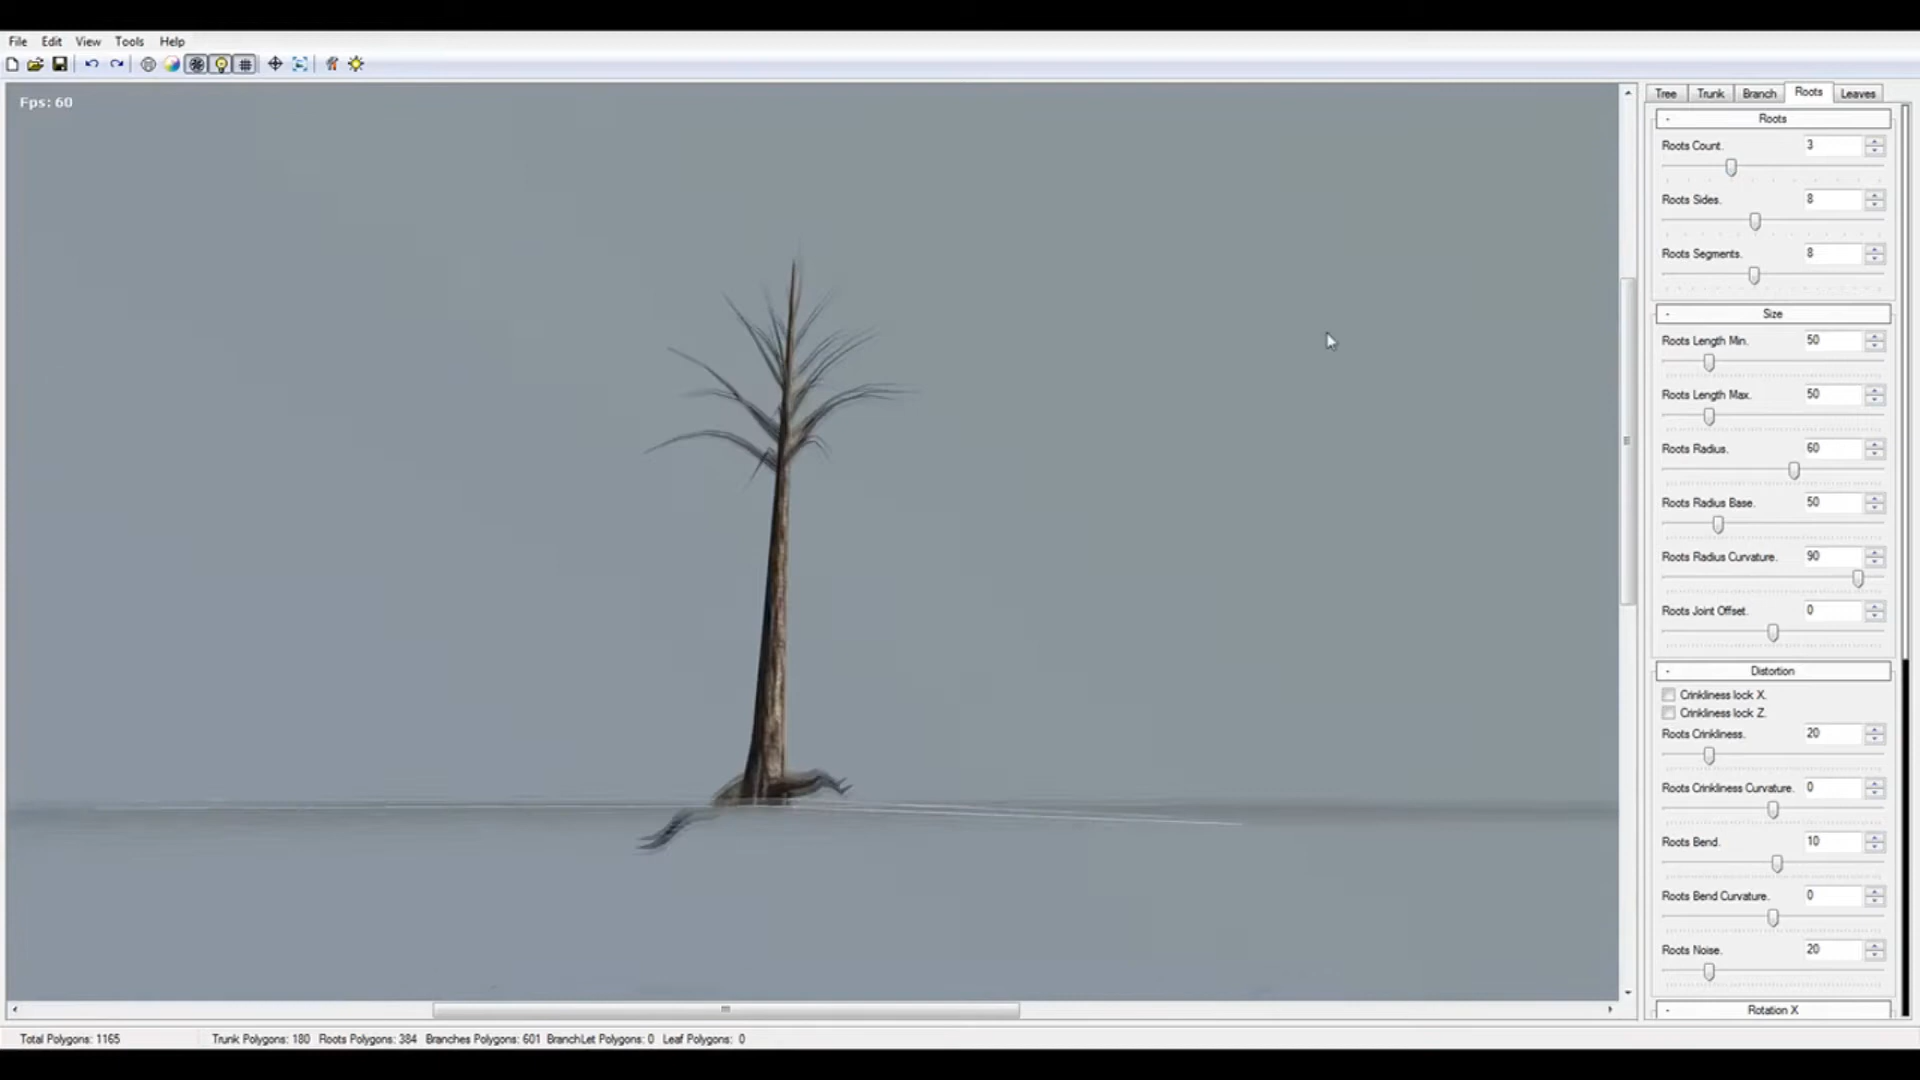 File Edit View Tools Help
Fps: 60
Tree Trunk Branch Roots Leaves
- Roots
Roots Count. 3
Roots Sides. 8
Roots Segments. 8
- Size
Roots Length Min. 50
Roots Length Max. 50
Roots Radius. 60
Roots Radius Base. 50
Roots Radius Curvature. 90
Roots Joint Offset. 0
- Distortion
Crinkliness lock X.
Crinkliness lock Z.
Roots Crinkliness. 20
Roots Crinkliness Curvature. 0
Roots Bend. 10
Roots Bend Curvature. 0
Roots Noise. 20
- Rotation X
Total Polygons: 1165 Trunk Polygons: 180 Roots Polygons: 384 Branches Polygons: 601 BranchLet Polygons: 0 Leaf Polygons: 0